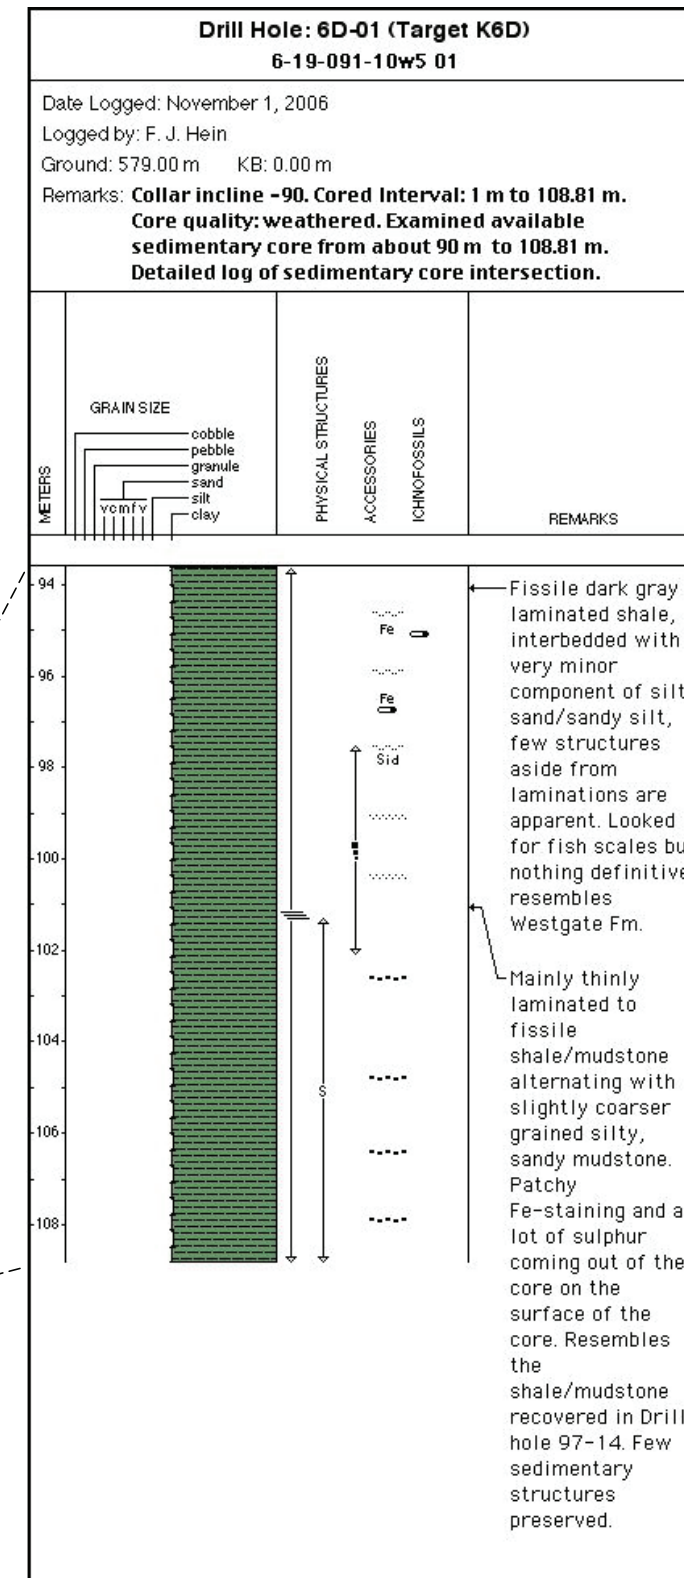 Drill Hole: 6D-01 (Target K6D)
6-19-091-10w5 01
Date Logged: November 1, 2006
Logged by: F. J. Hein
Ground: 579.00 m KB: 0.00 m
Remarks: Collar incline -90. Cored Interval: 1 m to 108.81 m.
Core quality: weathered. Examined available
sedimentary core from about 90 m to 108.81 m.
Detailed log of sedimentary core intersection.
METERS
GRAIN SIZE
cobble
pebble
granule
sand
silt
vcmfv
clay
PHYSICAL STRUCTURES
ACCESSORIES
ICHNOFOSSILS
REMARKS
94
96
98
100
102
104
106
108
S
Fe
Fe
Sid
Fissile dark gray
laminated shale,
interbedded with
very minor
component of silt
sand/sandy silt,
few structures
aside from
laminations are
apparent. Looked
for fish scales bu
nothing definitive
resembles
Westgate Fm.
Mainly thinly
laminated to
fissile
shale/mudstone
alternating with
slightly coarser
grained silty,
sandy mudstone.
Patchy
Fe-staining and a
lot of sulphur
coming out of the
core on the
surface of the
core. Resembles
the
shale/mudstone
recovered in Drill
hole 97-14. Few
sedimentary
structures
preserved.